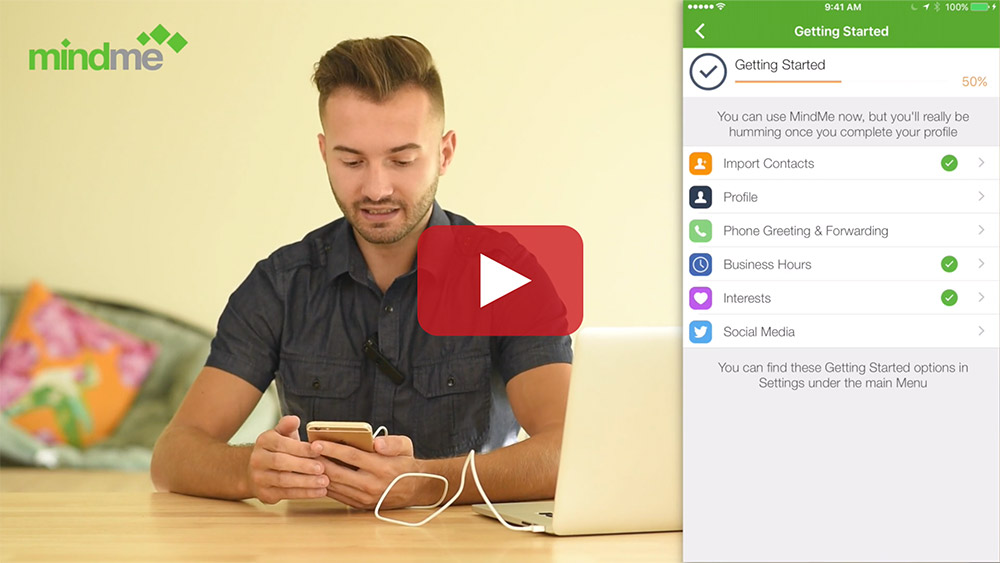 mindme
9:41 AM
100%
Getting Started
Getting Started
50%
You can use MindMe now, but you'll really be
humming once you complete your profile
Import Contacts
Profile
Phone Greeting & Forwarding
Business Hours
Interests
Social Media
You can find these Getting Started options in
Settings under the main Menu